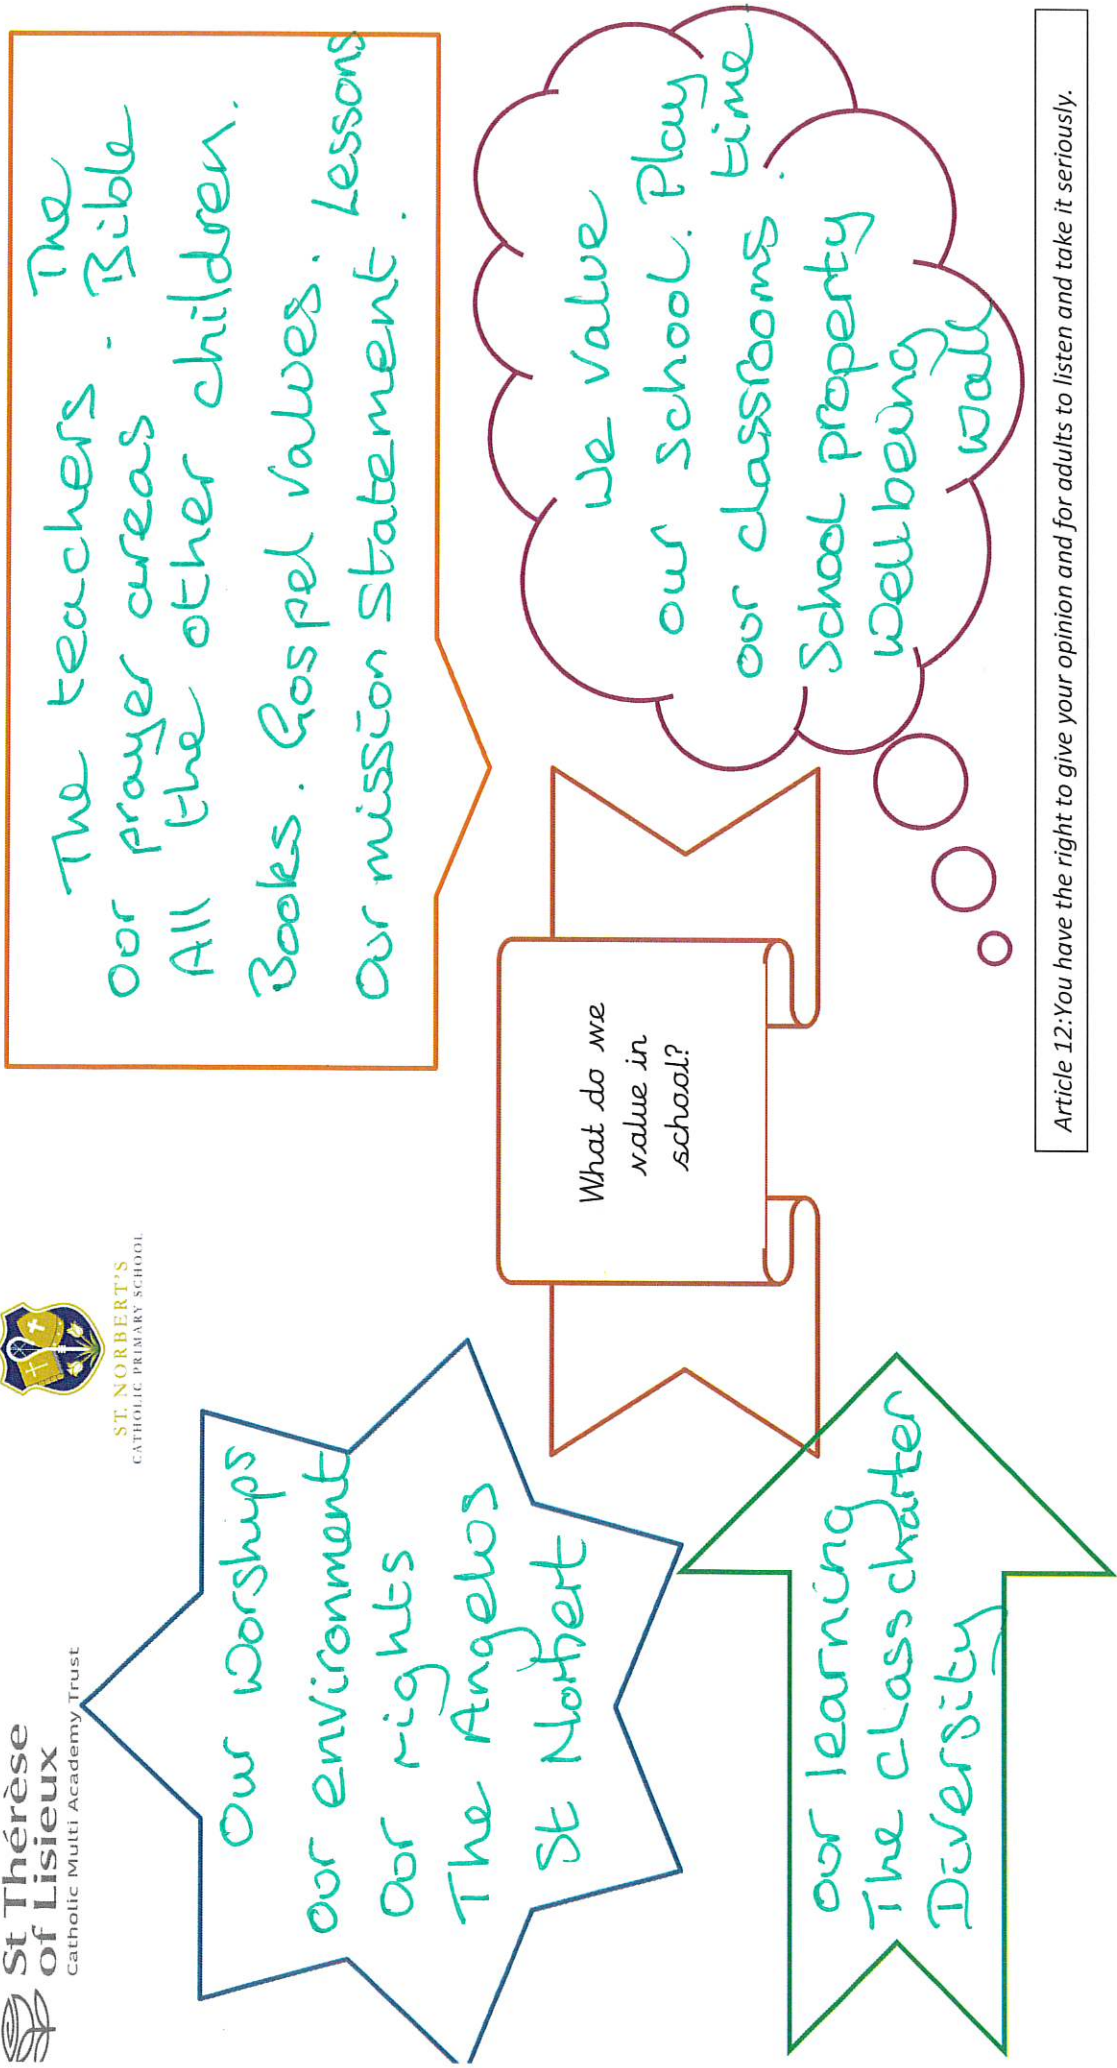 St Thérèse
of Lisieux
Catholic Multi Academy Trust
ST. NORBERT'S
CATHOLIC PRIMARY SCHOOL
Our worships
Our environment
Our rights
The Angelus
St Norbert
The teachers. The
Our prayer areas - Bible
All the other children.
Books. Gospel values. Lessons
Our mission Statement.
What do we
value in
school?
Our learning
The class charter
Diversity
We value
our School. Play
our classrooms. time
School property
Wellbeing
Wall
Article 12:You have the right to give your opinion and for adults to listen and take it seriously.